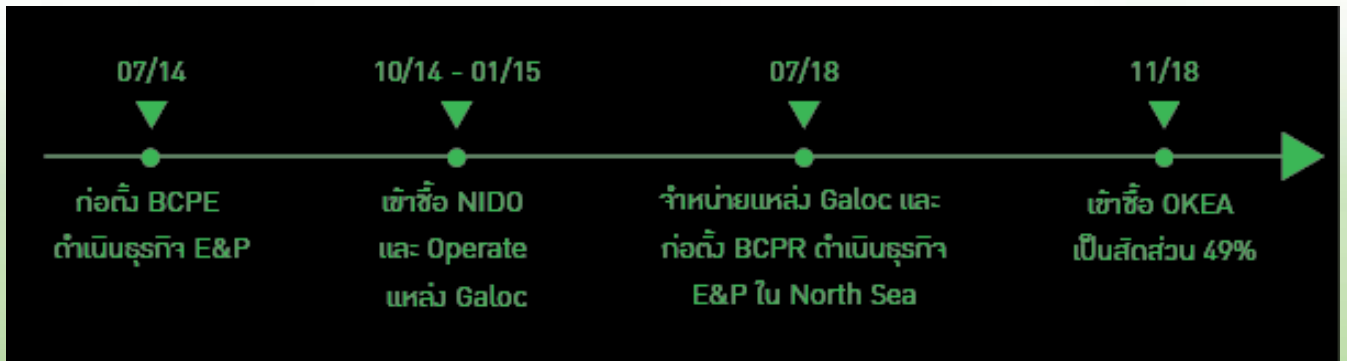 07/14
ก่อตั้ง BCPE
ดำเนินธุรกิจ E&P
10/14 - 01/15
เข้าซื้อ NIDO
และ Operate
แหล่ง Galoc
07/18
จำหน่ายแหล่ง Galoc และ
ก่อตั้ง BCPR ดำเนินธุรกิจ
E&P ใน North Sea
11/18
เข้าซื้อ OKEA
เป็นสัดส่วน 49%